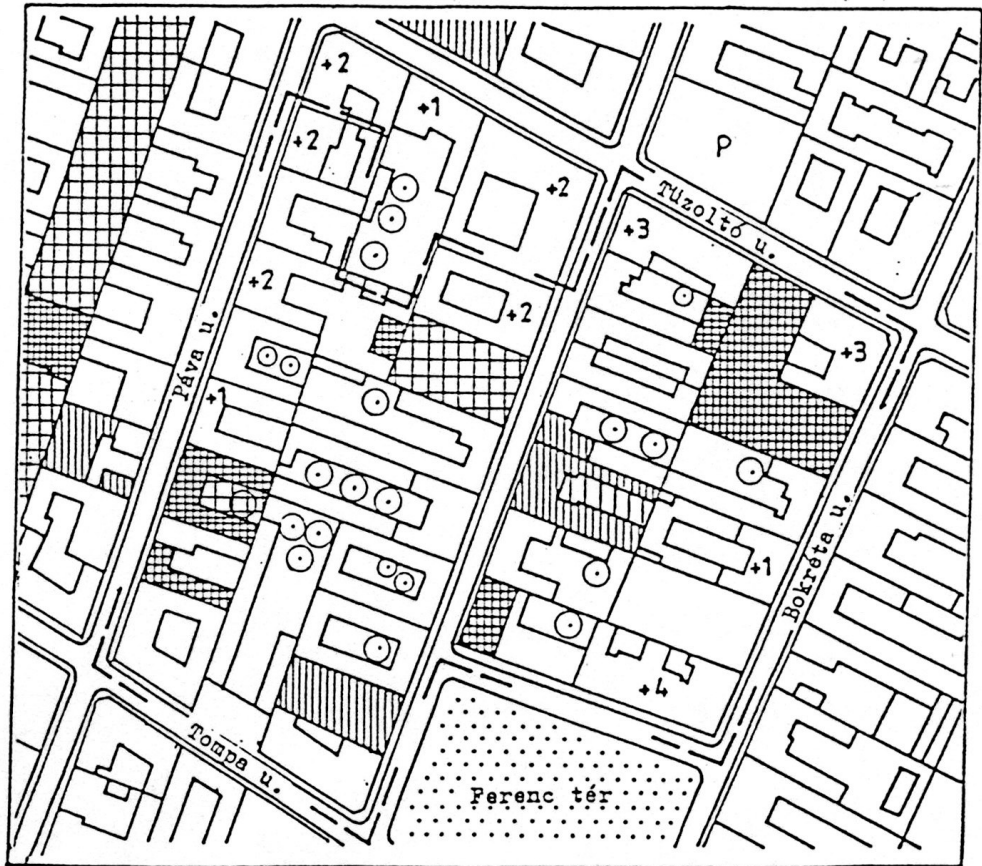 +2
+1
+2
+2
P
Tűzoltó u.
+3
+2
+2
+3
Páva u.
+1
+1
Bokréta u.
+4
Tompa u.
Ferenc tér